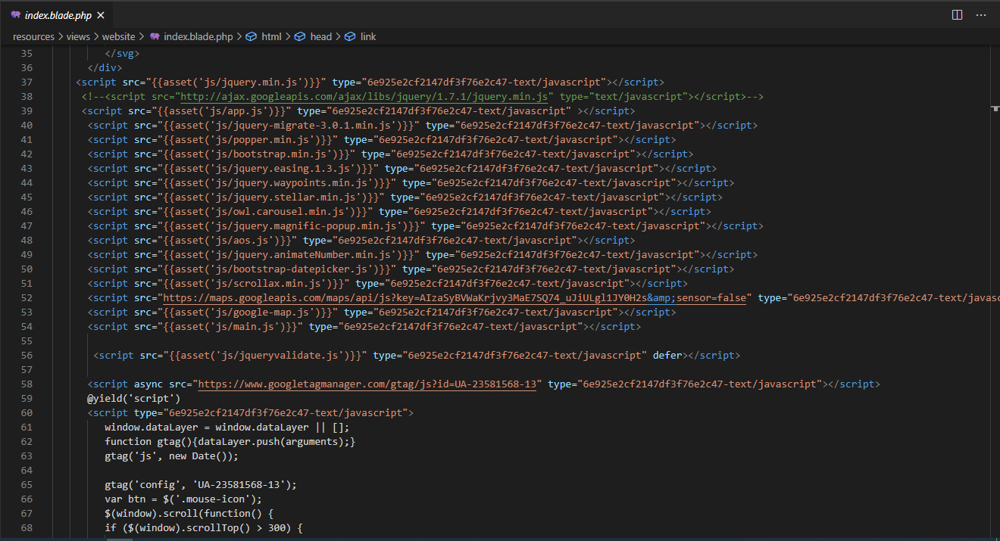 index.blade.php ×
resources > views > website > index.blade.php > html > head > link
35 </svg>
36 </div>
37 <script src="{{asset('js/jquery.min.js')}}" type="6e925e2cf2147df3f76e2c47-text/javascript"></script>
38 <!--<script src="http://ajax.googleapis.com/ajax/libs/jquery/1.7.1/jquery.min.js" type="text/javascript"></script>-->
39 <script src="{{asset('js/app.js')}}" type="6e925e2cf2147df3f76e2c47-text/javascript" ></script>
40 <script src="{{asset('js/jquery-migrate-3.0.1.min.js')}}" type="6e925e2cf2147df3f76e2c47-text/javascript"></script>
41 <script src="{{asset('js/popper.min.js')}}" type="6e925e2cf2147df3f76e2c47-text/javascript"></script>
42 <script src="{{asset('js/bootstrap.min.js')}}" type="6e925e2cf2147df3f76e2c47-text/javascript"></script>
43 <script src="{{asset('js/jquery.easing.1.3.js')}}" type="6e925e2cf2147df3f76e2c47-text/javascript"></script>
44 <script src="{{asset('js/jquery.waypoints.min.js')}}" type="6e925e2cf2147df3f76e2c47-text/javascript"></script>
45 <script src="{{asset('js/jquery.stellar.min.js')}}" type="6e925e2cf2147df3f76e2c47-text/javascript"></script>
46 <script src="{{asset('js/owl.carousel.min.js')}}" type="6e925e2cf2147df3f76e2c47-text/javascript"></script>
47 <script src="{{asset('js/jquery.magnific-popup.min.js')}}" type="6e925e2cf2147df3f76e2c47-text/javascript"></script>
48 <script src="{{asset('js/aos.js')}}" type="6e925e2cf2147df3f76e2c47-text/javascript"></script>
49 <script src="{{asset('js/jquery.animateNumber.min.js')}}" type="6e925e2cf2147df3f76e2c47-text/javascript"></script>
50 <script src="{{asset('js/bootstrap-datepicker.js')}}" type="6e925e2cf2147df3f76e2c47-text/javascript"></script>
51 <script src="{{asset('js/scrollax.min.js')}}" type="6e925e2cf2147df3f76e2c47-text/javascript"></script>
52 <script src="https://maps.googleapis.com/maps/api/js?key=AIzaSyBVWaKrjvy3MaE7SQ74_uJiULgl1JY0H2s&amp;sensor=false" type="6e925e2cf2147df3f76e2c47-text/javasc
53 <script src="{{asset('js/google-map.js')}}" type="6e925e2cf2147df3f76e2c47-text/javascript"></script>
54 <script src="{{asset('js/main.js')}}" type="6e925e2cf2147df3f76e2c47-text/javascript"></script>
55
56 <script src="{{asset('js/jqueryvalidate.js')}}" type="6e925e2cf2147df3f76e2c47-text/javascript" defer></script>
57
58 <script async src="https://www.googletagmanager.com/gtag/js?id=UA-23581568-13" type="6e925e2cf2147df3f76e2c47-text/javascript"></script>
59 @yield('script')
60 <script type="6e925e2cf2147df3f76e2c47-text/javascript">
61 window.dataLayer = window.dataLayer || [];
62 function gtag(){dataLayer.push(arguments);}
63 gtag('js', new Date());
64
65 gtag('config', 'UA-23581568-13');
66 var btn = $('.mouse-icon');
67 $(window).scroll(function() {
68 if ($(window).scrollTop() > 300) {